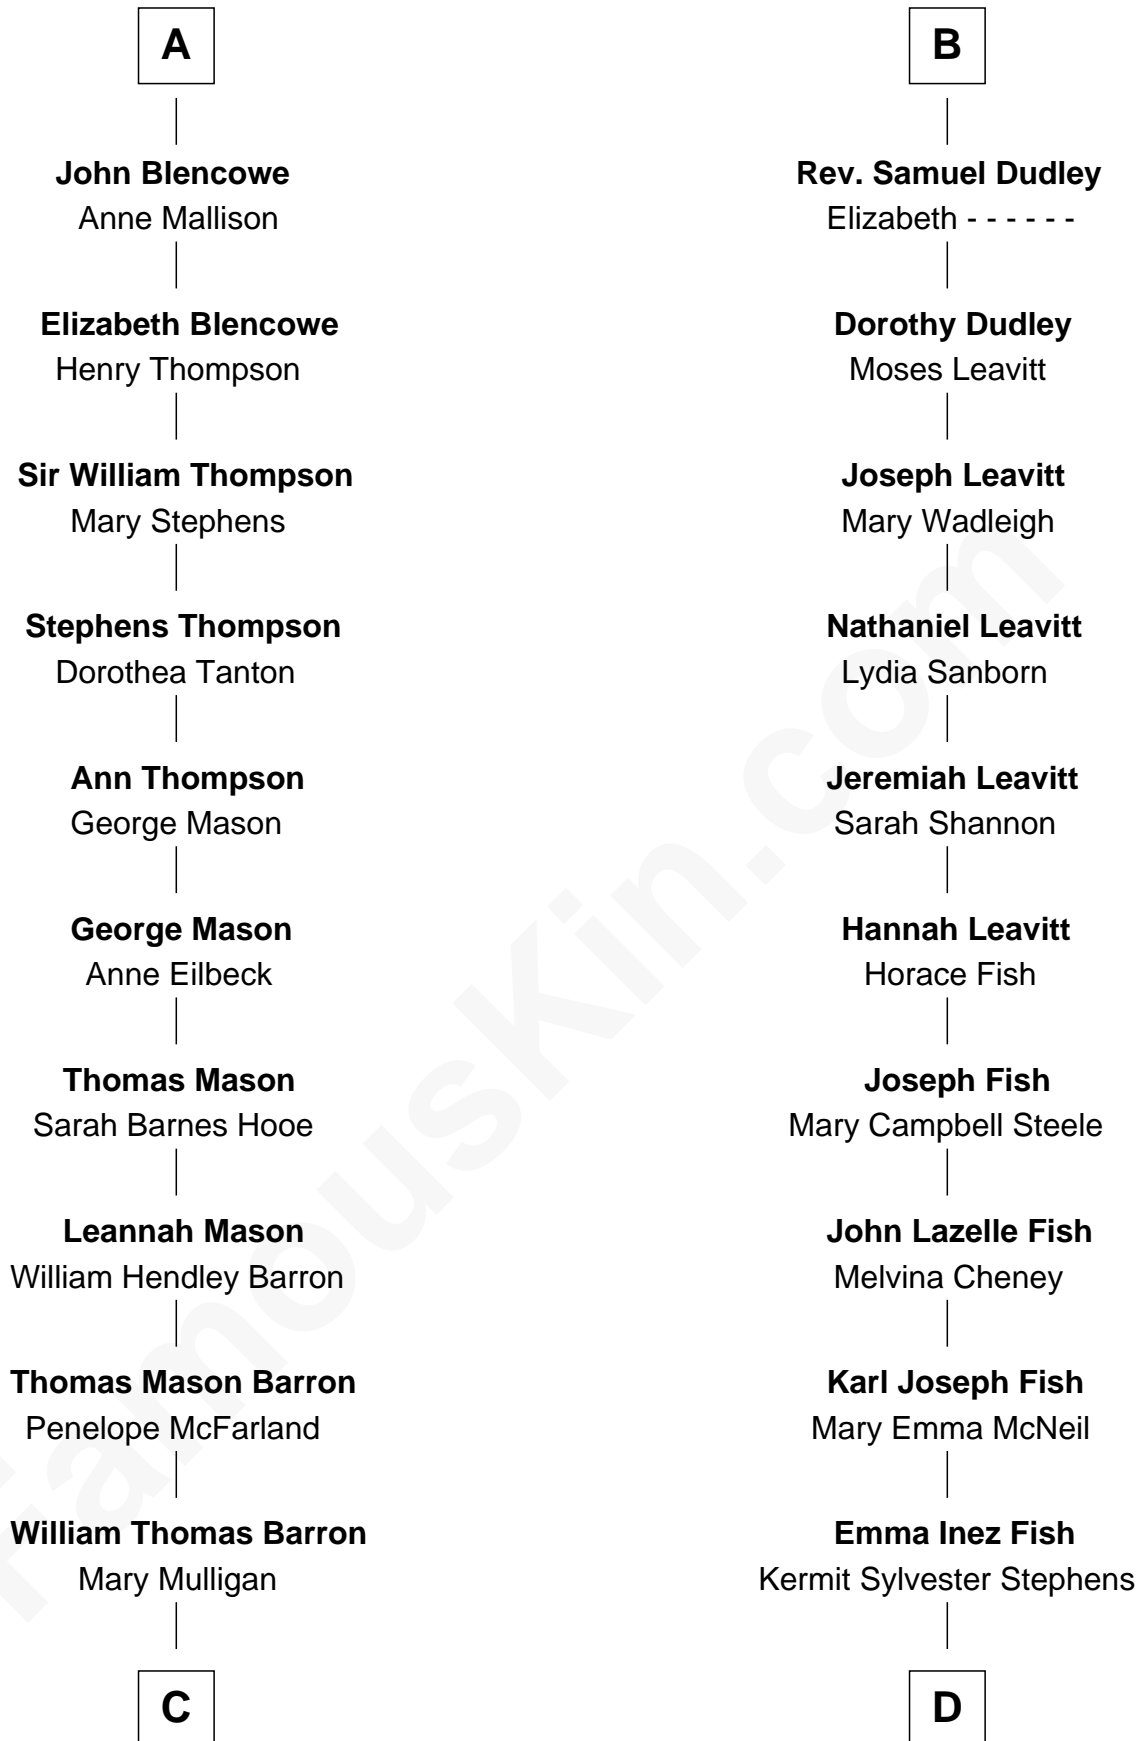 A
John Blencowe
Anne Mallison
Elizabeth Blencowe
Henry Thompson
Sir William Thompson
Mary Stephens
Stephens Thompson
Dorothea Tanton
Ann Thompson
George Mason
George Mason
Anne Eilbeck
Thomas Mason
Sarah Barnes Hooe
Leannah Mason
William Hendley Barron
Thomas Mason Barron
Penelope McFarland
William Thomas Barron
Mary Mulligan
C
B
Rev. Samuel Dudley
Elizabeth - - - - - -
Dorothy Dudley
Moses Leavitt
Joseph Leavitt
Mary Wadleigh
Nathaniel Leavitt
Lydia Sanborn
Jeremiah Leavitt
Sarah Shannon
Hannah Leavitt
Horace Fish
Joseph Fish
Mary Campbell Steele
John Lazelle Fish
Melvina Cheney
Karl Joseph Fish
Mary Emma McNeil
Emma Inez Fish
Kermit Sylvester Stephens
D
FamousKin.com